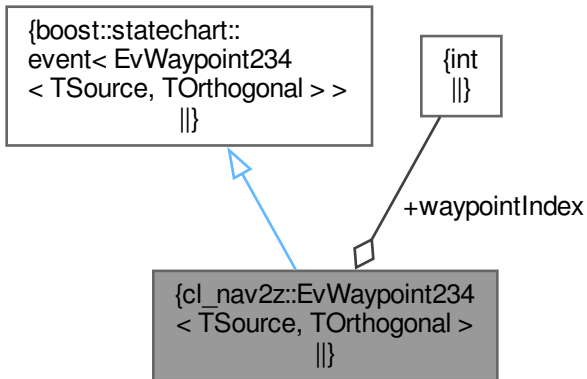 {boost::statechart::
event< EvWaypoint234
< TSource, TOrthogonal > >
||}
{int
||}
+waypointIndex
{cl_nav2z::EvWaypoint234
< TSource, TOrthogonal >
||}